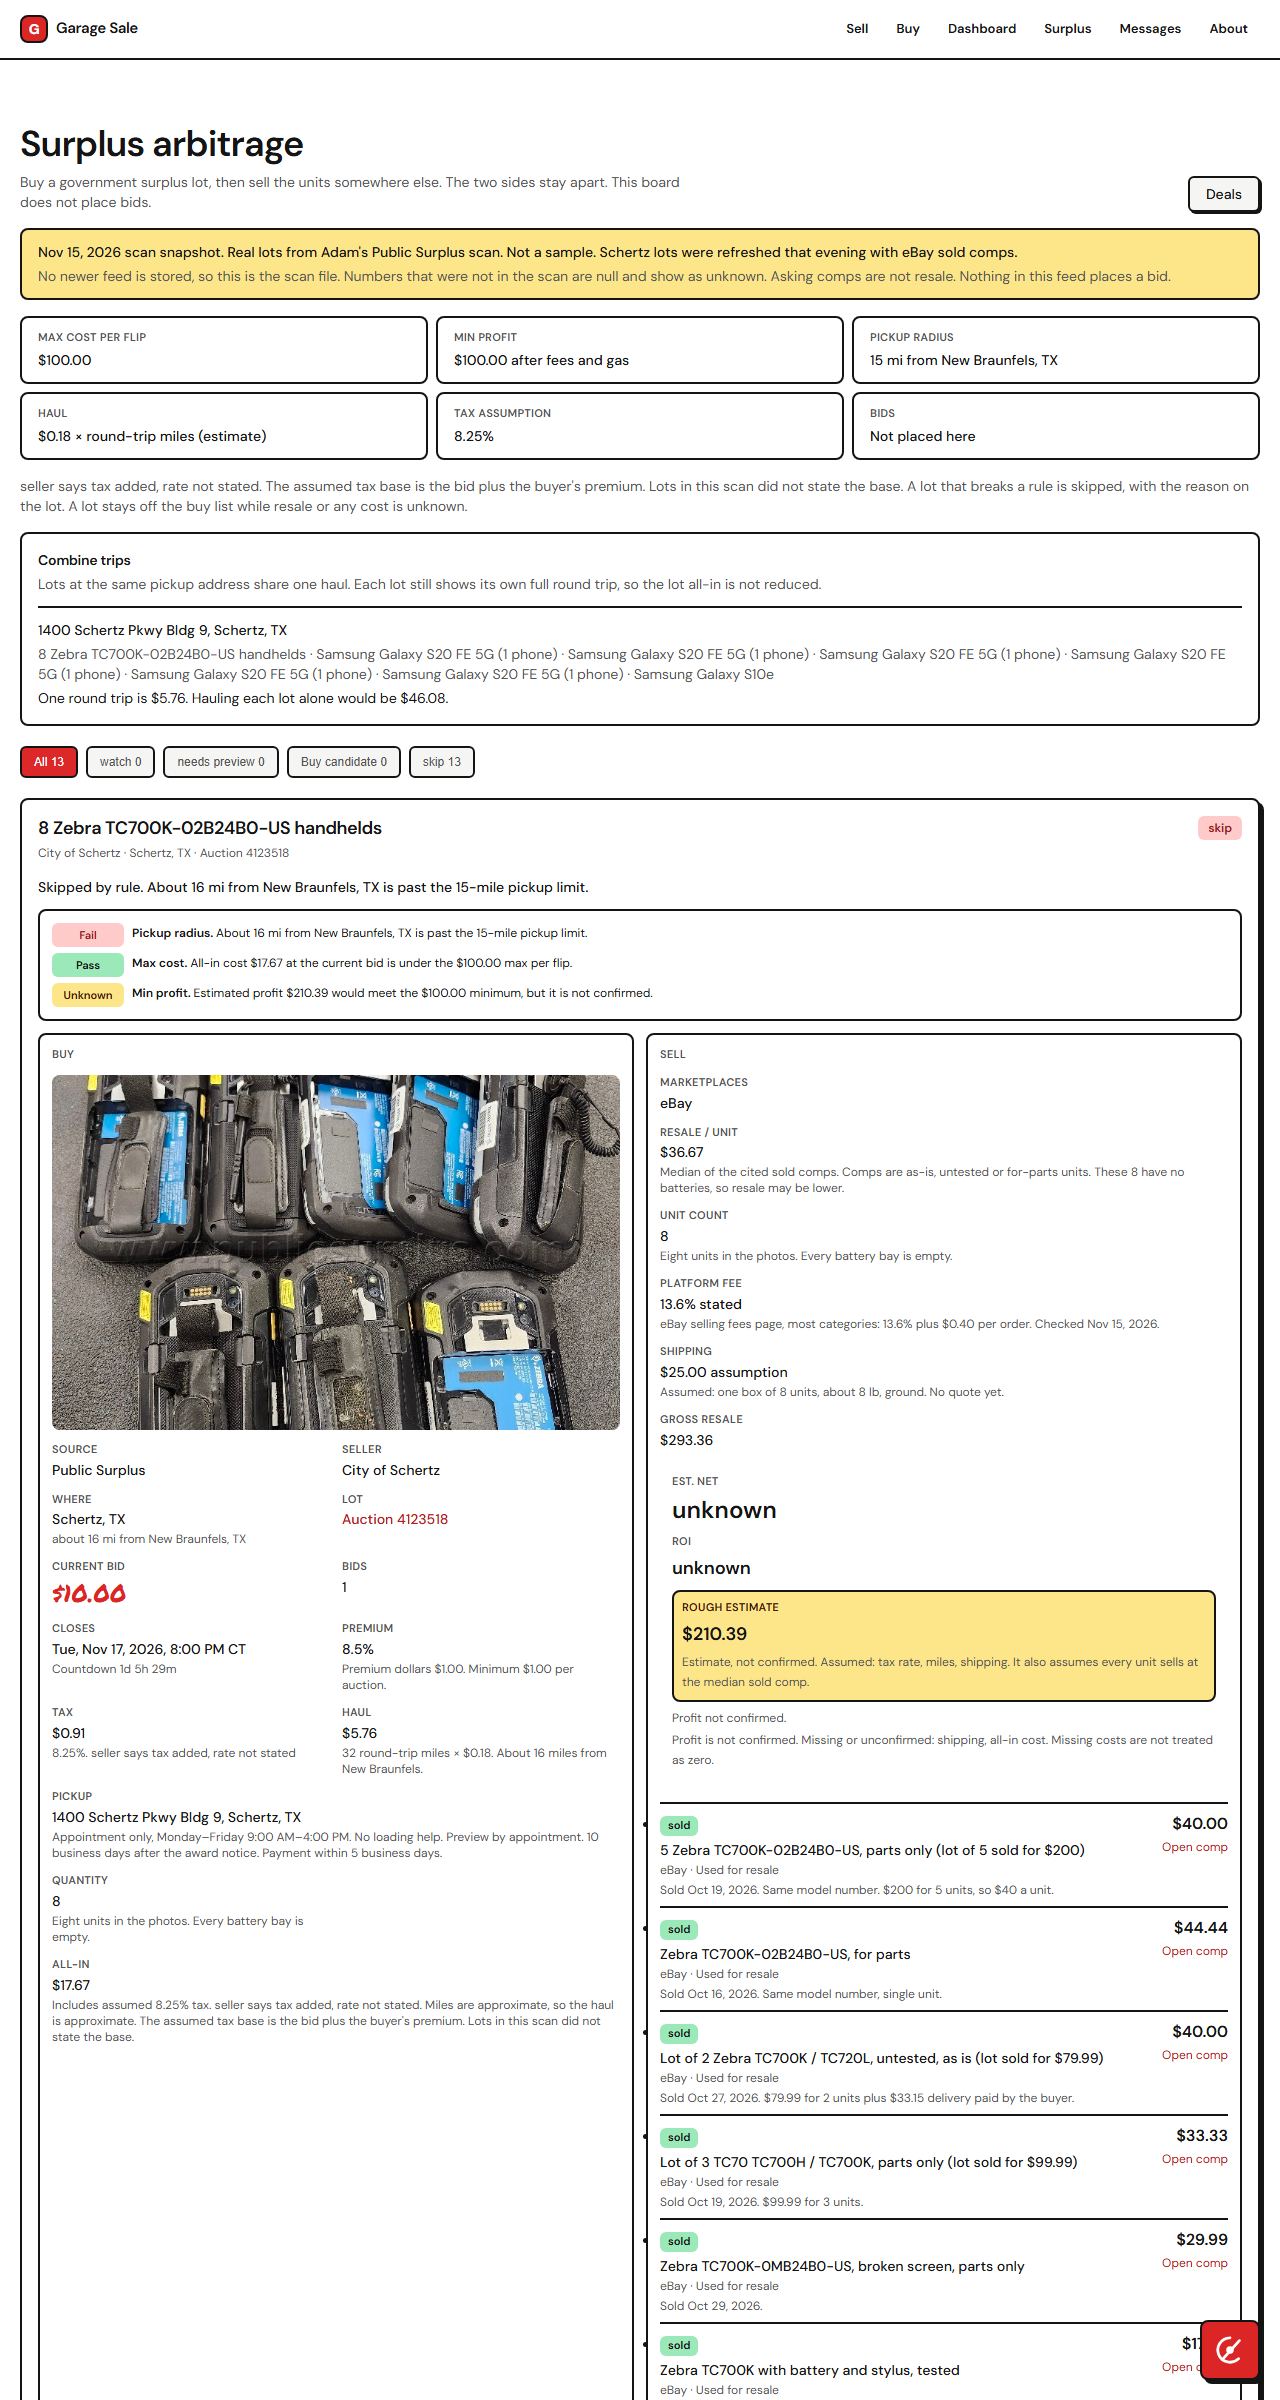 G Garage Sale
Sell Buy Dashboard Surplus Messages About
Surplus arbitrage
Buy a government surplus lot, then sell the units somewhere else. The two sides stay apart. This board
does not place bids.
Deals
Nov 15, 2026 scan snapshot. Real lots from Adam's Public Surplus scan. Not a sample. Schertz lots were refreshed that evening with eBay sold comps.
No newer feed is stored, so this is the scan file. Numbers that were not in the scan are null and show as unknown. Asking comps are not resale. Nothing in this feed places a bid.
MAX COST PER FLIP
$100.00
MIN PROFIT
$100.00 after fees and gas
PICKUP RADIUS
15 mi from New Braunfels, TX
HAUL
$0.18 × round-trip miles (estimate)
TAX ASSUMPTION
8.25%
BIDS
Not placed here
seller says tax added, rate not stated. The assumed tax base is the bid plus the buyer's premium. Lots in this scan did not state the base. A lot that breaks a rule is skipped, with the reason on
the lot. A lot stays off the buy list while resale or any cost is unknown.
Combine trips
Lots at the same pickup address share one haul. Each lot still shows its own full round trip, so the lot all-in is not reduced.
1400 Schertz Pkwy Bldg 9, Schertz, TX
8 Zebra TC700K-02B24B0-US handhelds · Samsung Galaxy S20 FE 5G (1 phone) · Samsung Galaxy S20 FE 5G (1 phone) · Samsung Galaxy S20 FE 5G (1 phone) · Samsung Galaxy S20 FE
5G (1 phone) · Samsung Galaxy S20 FE 5G (1 phone) · Samsung Galaxy S20 FE 5G (1 phone) · Samsung Galaxy S10e
One round trip is $5.76. Hauling each lot alone would be $46.08.
All 13
watch 0
needs preview 0
Buy candidate 0
skip 13
8 Zebra TC700K-02B24B0-US handhelds
skip
City of Schertz · Schertz, TX · Auction 4123518
Skipped by rule. About 16 mi from New Braunfels, TX is past the 15-mile pickup limit.
Fail Pickup radius. About 16 mi from New Braunfels, TX is past the 15-mile pickup limit.
Pass Max cost. All-in cost $17.67 at the current bid is under the $100.00 max per flip.
Unknown Min profit. Estimated profit $210.39 would meet the $100.00 minimum, but it is not confirmed.
BUY
SOURCE
Public Surplus
SELLER
City of Schertz
WHERE
Schertz, TX
about 16 mi from New Braunfels, TX
LOT
Auction 4123518
CURRENT BID
$10.00
BIDS
1
CLOSES
Tue, Nov 17, 2026, 8:00 PM CT
Countdown 1d 5h 29m
PREMIUM
8.5%
Premium dollars $1.00. Minimum $1.00 per
auction.
TAX
$0.91
8.25%. seller says tax added, rate not stated
HAUL
$5.76
32 round-trip miles × $0.18. About 16 miles from
New Braunfels.
PICKUP
1400 Schertz Pkwy Bldg 9, Schertz, TX
Appointment only, Monday–Friday 9:00 AM–4:00 PM. No loading help. Preview by appointment. 10
business days after the award notice. Payment within 5 business days.
QUANTITY
8
Eight units in the photos. Every battery bay is
empty.
ALL-IN
$17.67
Includes assumed 8.25% tax. seller says tax added, rate not stated. Miles are approximate, so the haul
is approximate. The assumed tax base is the bid plus the buyer's premium. Lots in this scan did not
state the base.
SELL
MARKETPLACES
eBay
RESALE / UNIT
$36.67
Median of the cited sold comps. Comps are as-is, untested or for-parts units. These 8 have no
batteries, so resale may be lower.
UNIT COUNT
8
Eight units in the photos. Every battery bay is empty.
PLATFORM FEE
13.6% stated
eBay selling fees page, most categories: 13.6% plus $0.40 per order. Checked Nov 15, 2026.
SHIPPING
$25.00 assumption
Assumed: one box of 8 units, about 8 lb, ground. No quote yet.
GROSS RESALE
$293.36
EST. NET
unknown
ROI
unknown
ROUGH ESTIMATE
$210.39
Estimate, not confirmed. Assumed: tax rate, miles, shipping. It also assumes every unit sells at
the median sold comp.
Profit not confirmed.
Profit is not confirmed. Missing or unconfirmed: shipping, all-in cost. Missing costs are not treated
as zero.
sold $40.00
5 Zebra TC700K-02B24B0-US, parts only (lot of 5 sold for $200) Open comp
eBay · Used for resale
Sold Oct 19, 2026. Same model number. $200 for 5 units, so $40 a unit.
sold $44.44
Zebra TC700K-02B24B0-US, for parts Open comp
eBay · Used for resale
Sold Oct 16, 2026. Same model number, single unit.
sold $40.00
Lot of 2 Zebra TC700K / TC720L, untested, as is (lot sold for $79.99) Open comp
eBay · Used for resale
Sold Oct 27, 2026. $79.99 for 2 units plus $33.15 delivery paid by the buyer.
sold $33.33
Lot of 3 TC70 TC700H / TC700K, parts only (lot sold for $99.99) Open comp
eBay · Used for resale
Sold Oct 19, 2026. $99.99 for 3 units.
sold $29.99
Zebra TC700K-0MB24B0-US, broken screen, parts only Open comp
eBay · Used for resale
Sold Oct 29, 2026.
sold
Zebra TC700K with battery and stylus, tested Open
eBay · Used for resale